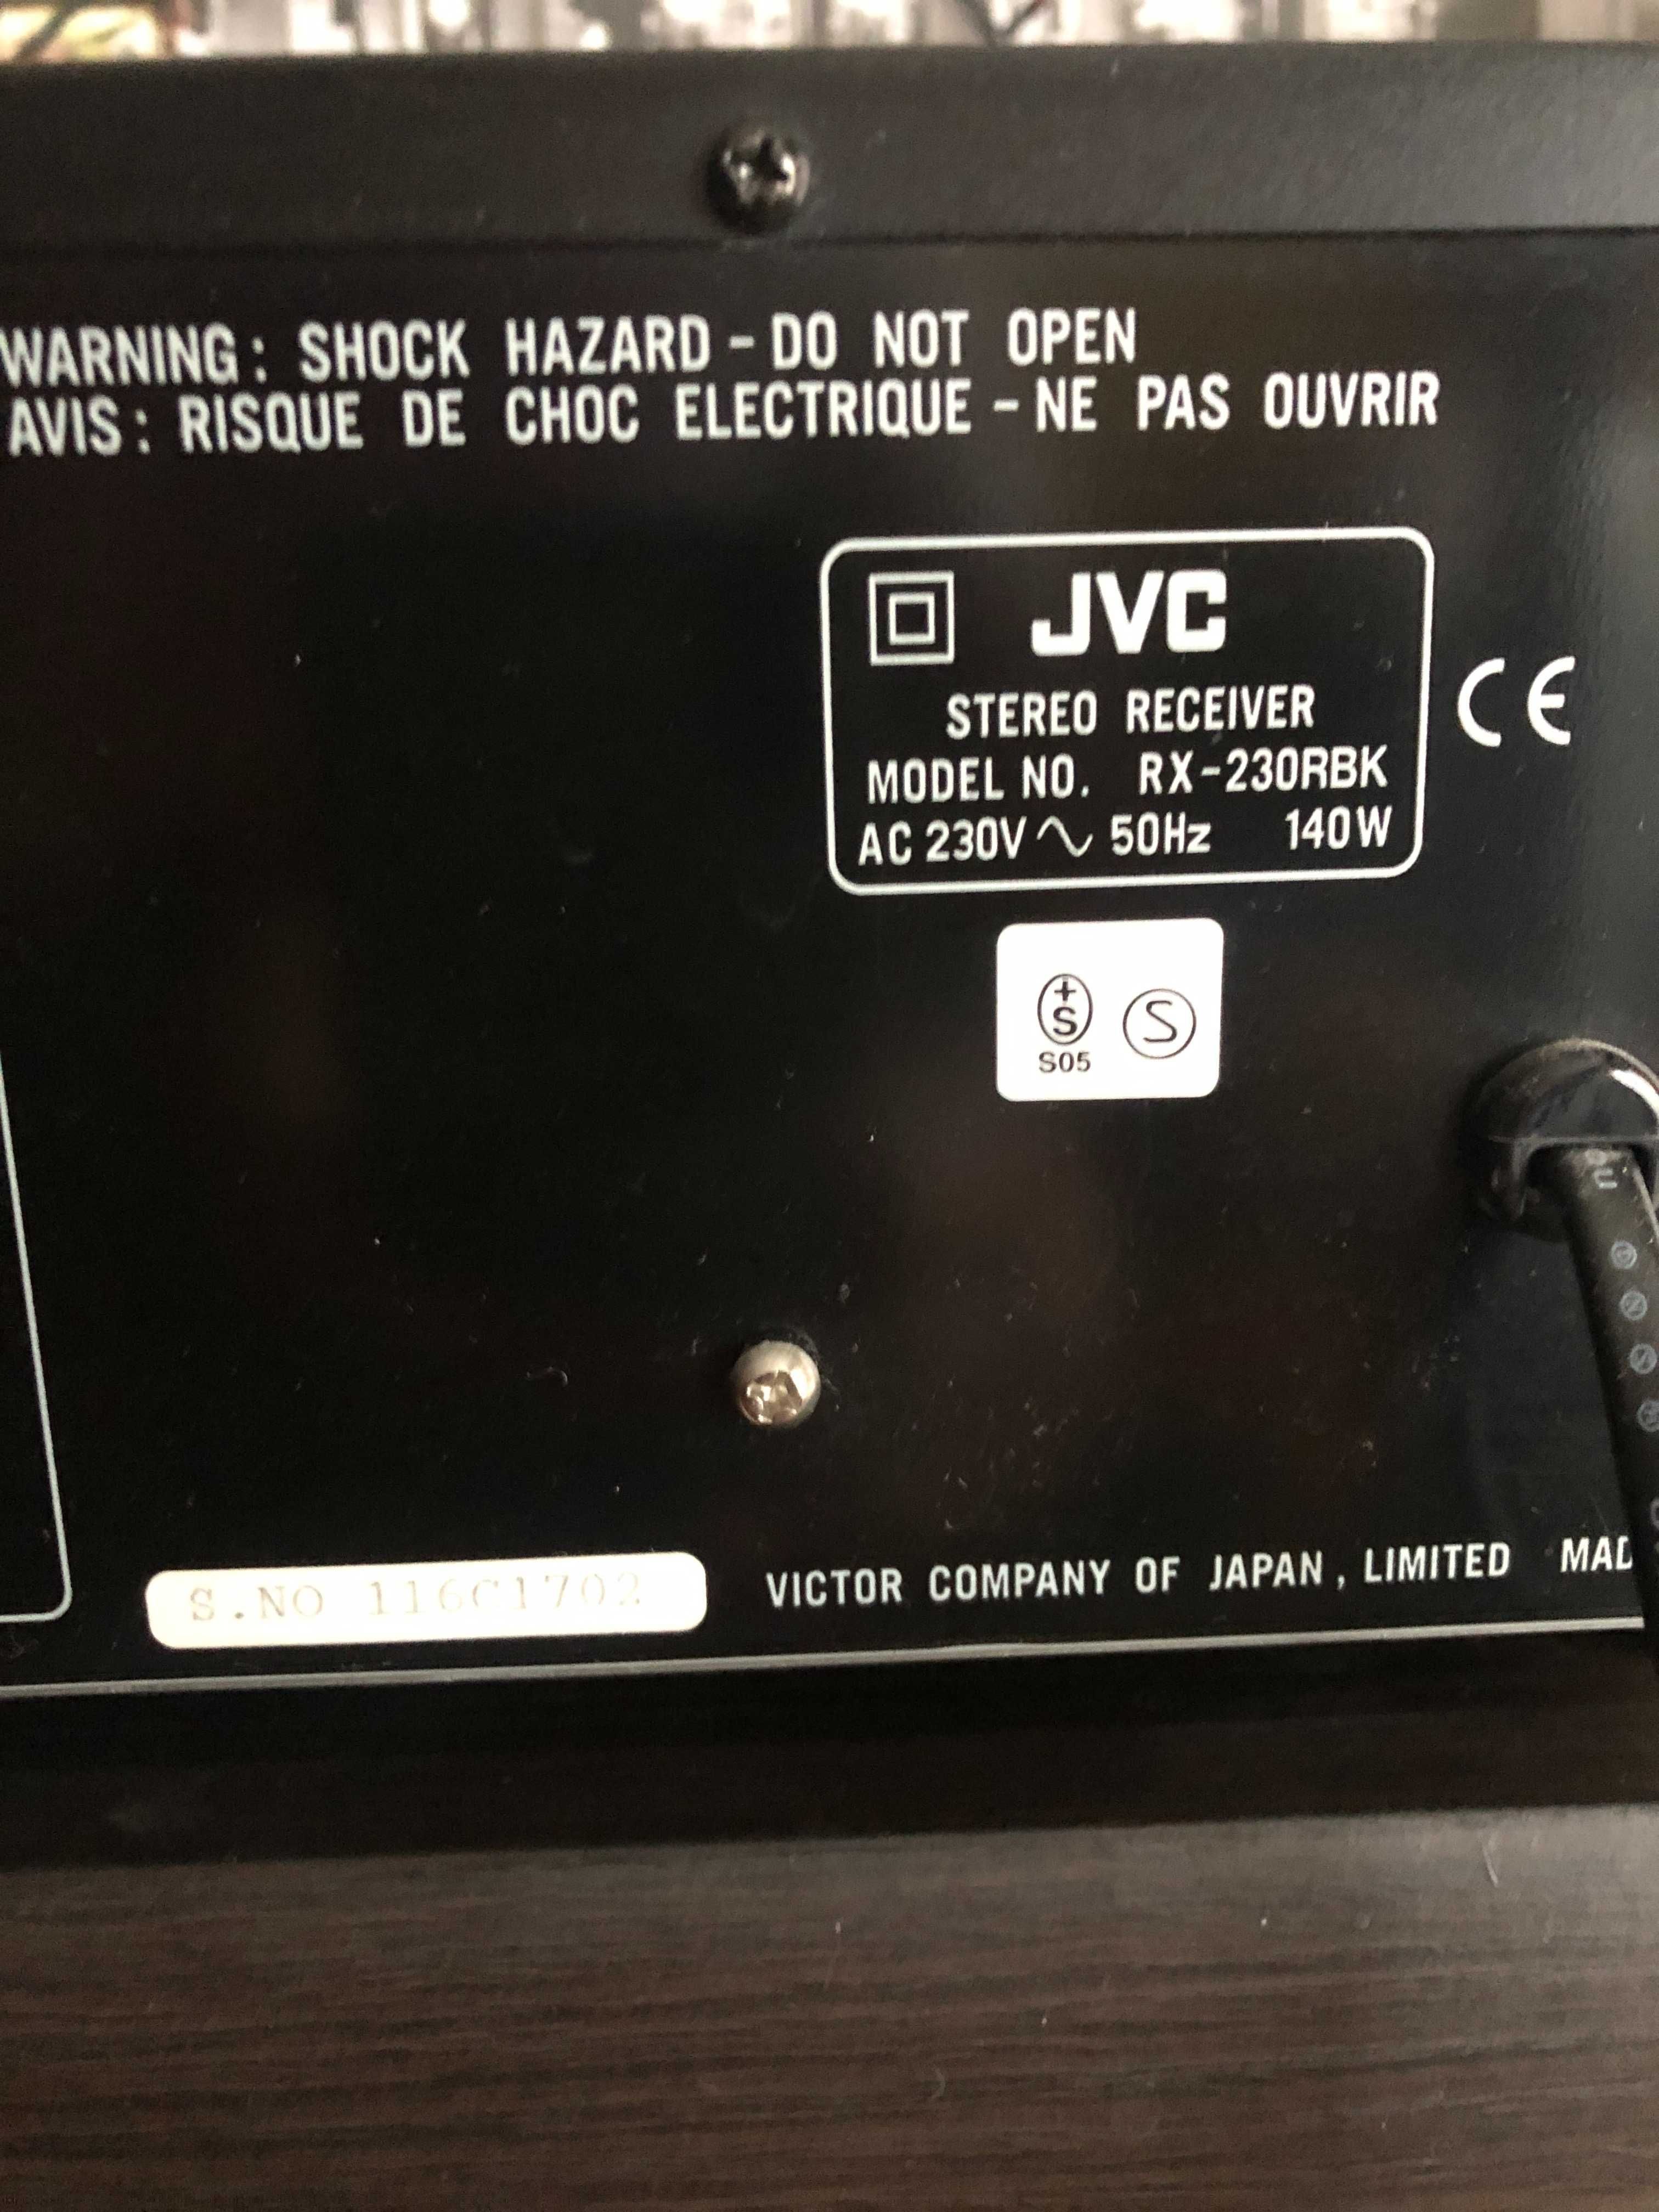 WARNING: SHOCK HAZARD - DO NOT OPEN
AVIS: RISQUE DE CHOC ELECTRIQUE - NE PAS OUVRIR
JVC
STEREO RECEIVER
MODEL NO. RX-230RBK
AC 230V ∿ 50Hz 140W
CE
+S
S05
S
S.NO 116C1702
VICTOR COMPANY OF JAPAN, LIMITED